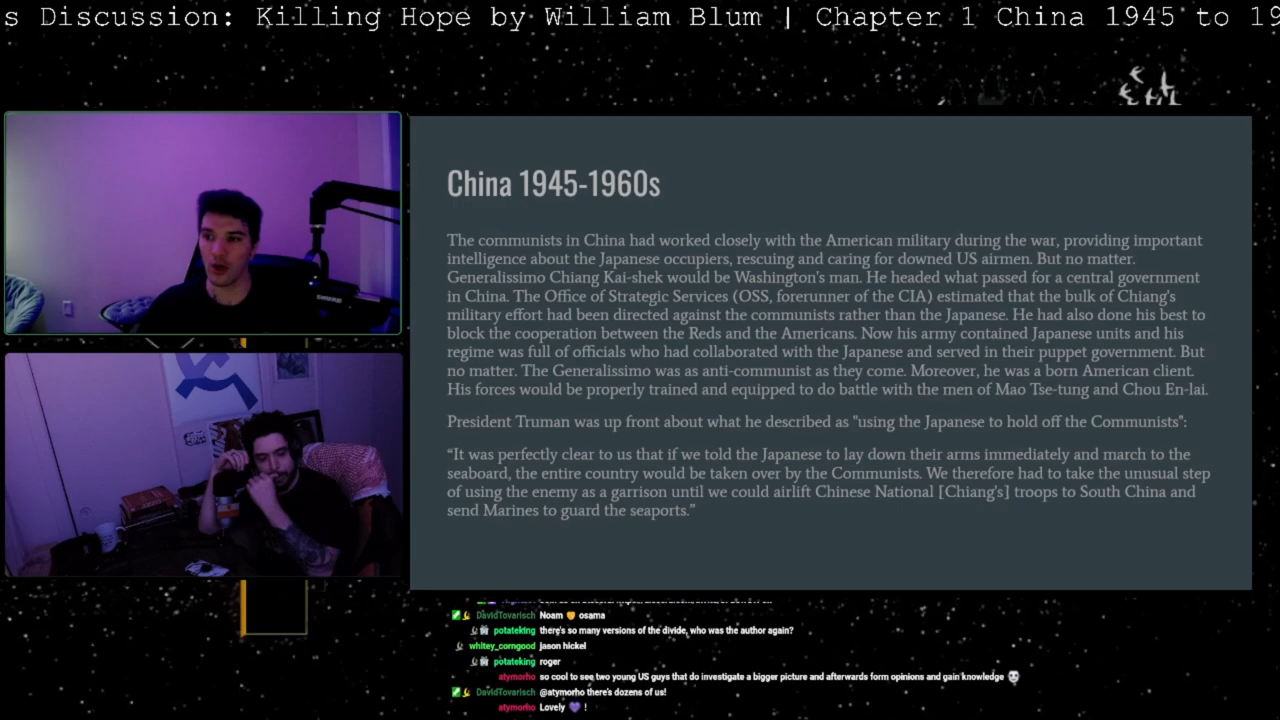 s Discussion: Killing Hope by William Blum | Chapter 1 China 1945 to 19
China 1945-1960s
The communists in China had worked closely with the American military during the war, providing important
intelligence about the Japanese occupiers, rescuing and caring for downed US airmen. But no matter.
Generalissimo Chiang Kai-shek would be Washington's man. He headed what passed for a central government
in China. The Office of Strategic Services (OSS, forerunner of the CIA) estimated that the bulk of Chiang's
military effort had been directed against the communists rather than the Japanese. He had also done his best to
block the cooperation between the Reds and the Americans. Now his army contained Japanese units and his
regime was full of officials who had collaborated with the Japanese and served in their puppet government. But
no matter. The Generalissimo was as anti-communist as they come. Moreover, he was a born American client.
His forces would be properly trained and equipped to do battle with the men of Mao Tse-tung and Chou En-lai.
President Truman was up front about what he described as "using the Japanese to hold off the Communists":
“It was perfectly clear to us that if we told the Japanese to lay down their arms immediately and march to the
seaboard, the entire country would be taken over by the Communists. We therefore had to take the unusual step
of using the enemy as a garrison until we could airlift Chinese National [Chiang's] troops to South China and
send Marines to guard the seaports.”
DavidTovarisch Noam ✊ osama
potateking there's so many versions of the divide, who was the author again?
whitey_corngood jason hickel
potateking roger
atymorho so cool to see two young US guys that do investigate a bigger picture and afterwards form opinions and gain knowledge 💀
DavidTovarisch @atymorho there's dozens of us!
atymorho Lovely 💜 !